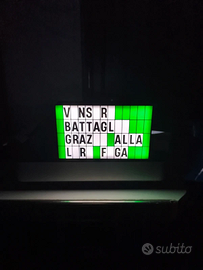 V NS R
BATTAGL
GRAZ ALLA
L R F GA
subito